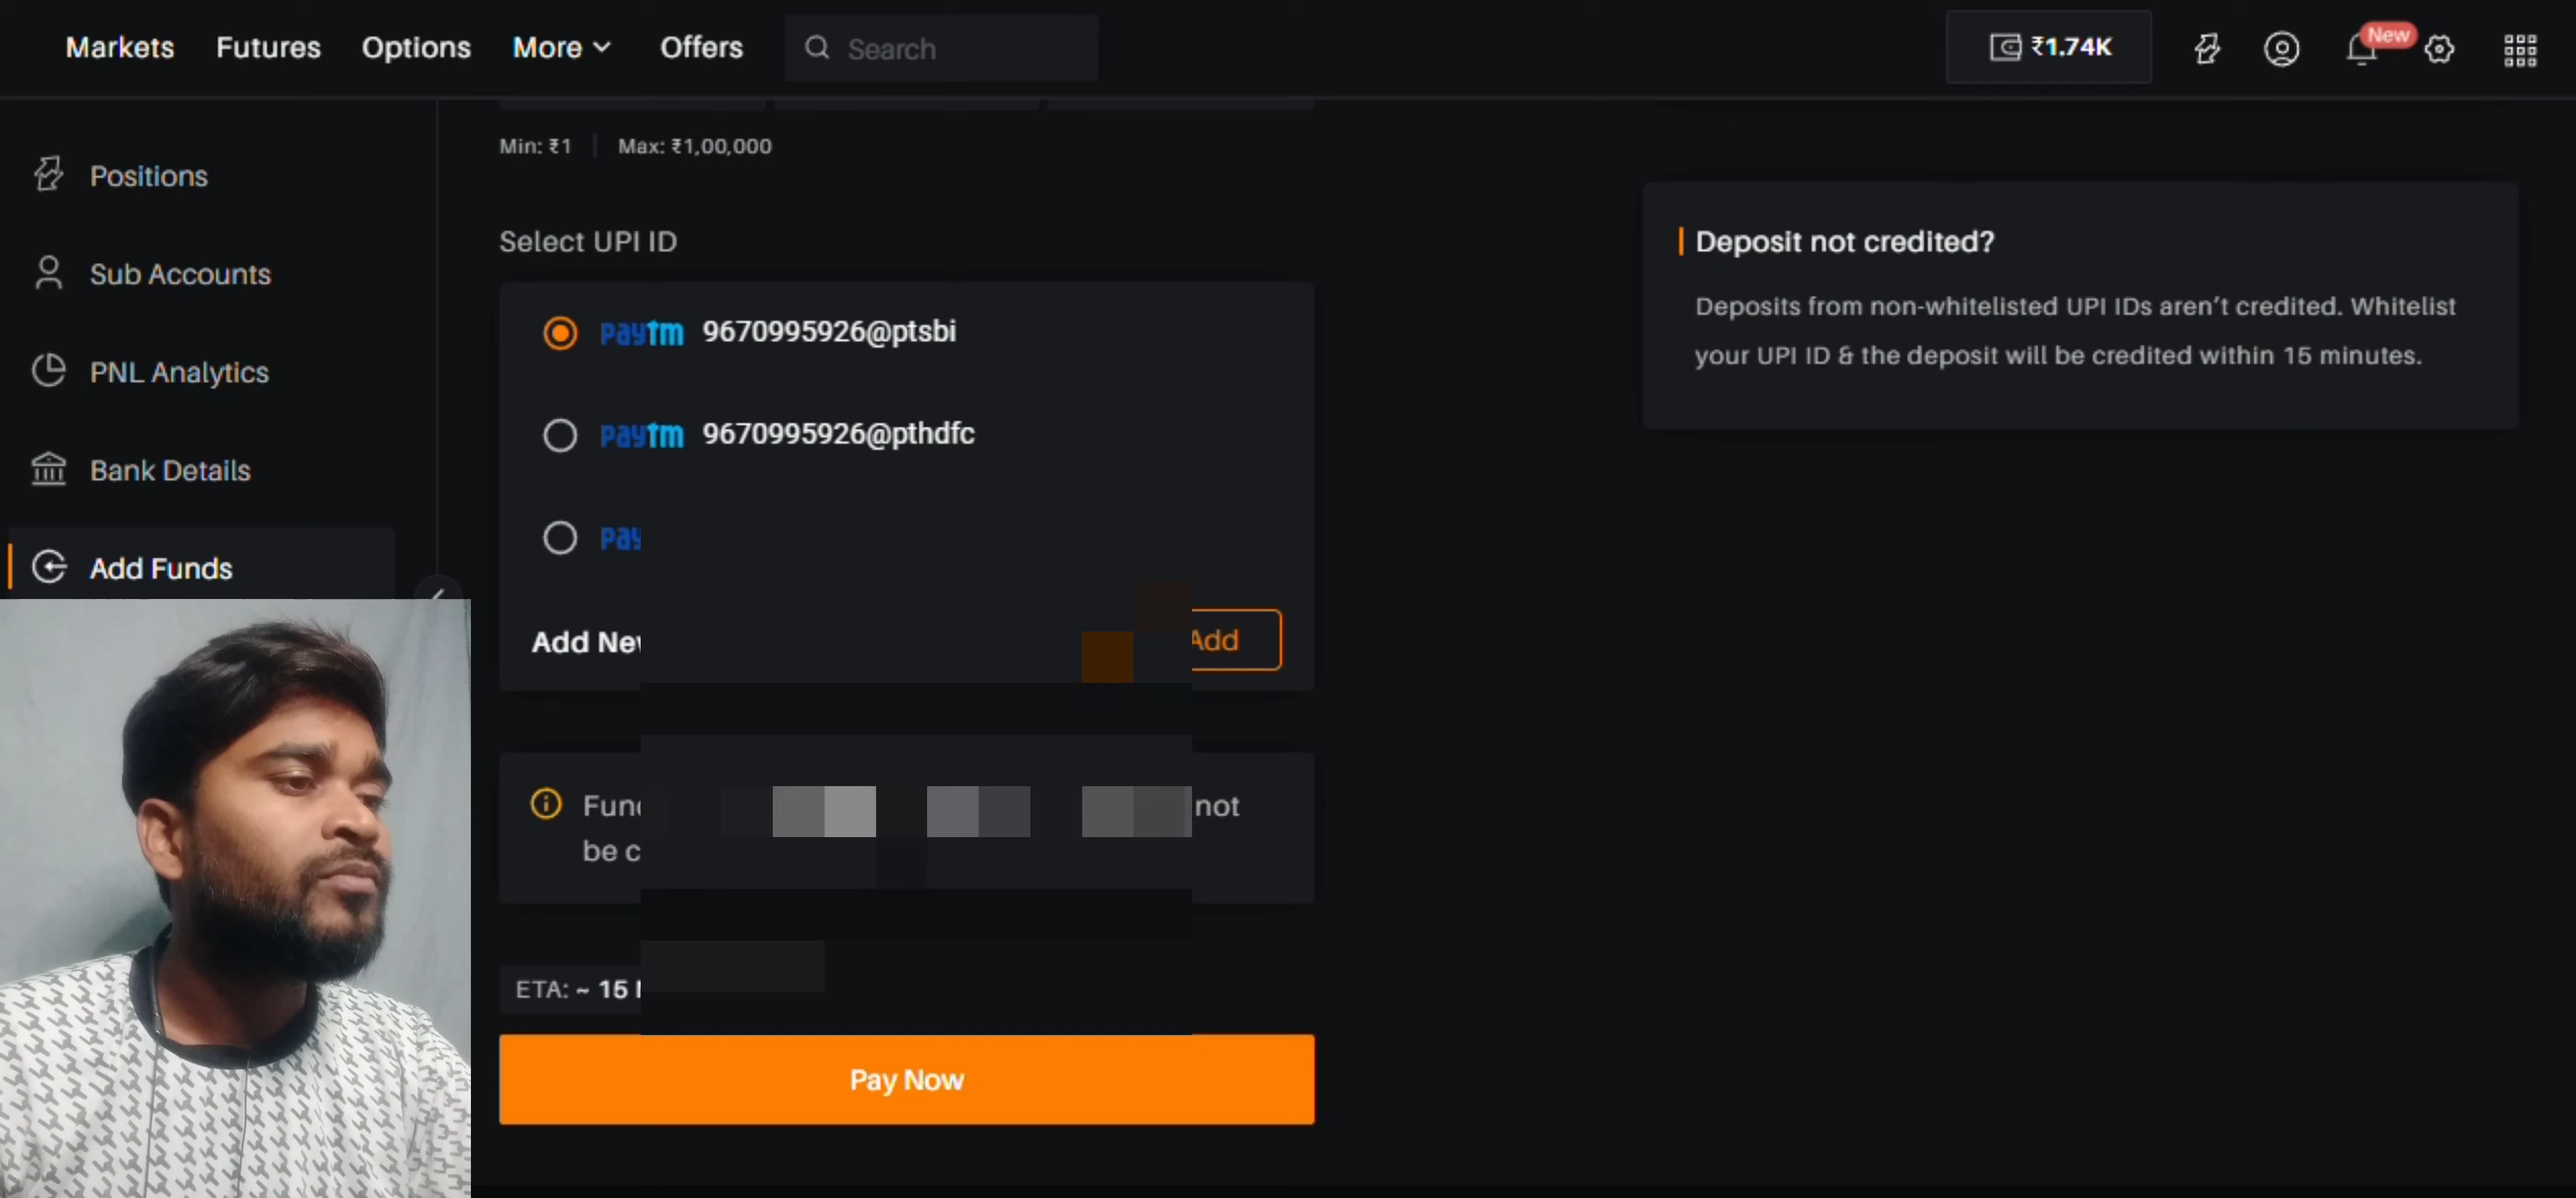 Markets Futures Options More Offers Search ₹1.74K New
Min: ₹1 Max: ₹1,00,000
Positions
Sub Accounts
PNL Analytics
Bank Details
Add Funds
Select UPI ID
paytm 9670995926@ptsbi
paytm 9670995926@pthdfc
Add
Add
not
be
ETA: ~ 15
Pay Now
Deposit not credited?
Deposits from non-whitelisted UPI IDs aren't credited. Whitelist
your UPI ID & the deposit will be credited within 15 minutes.